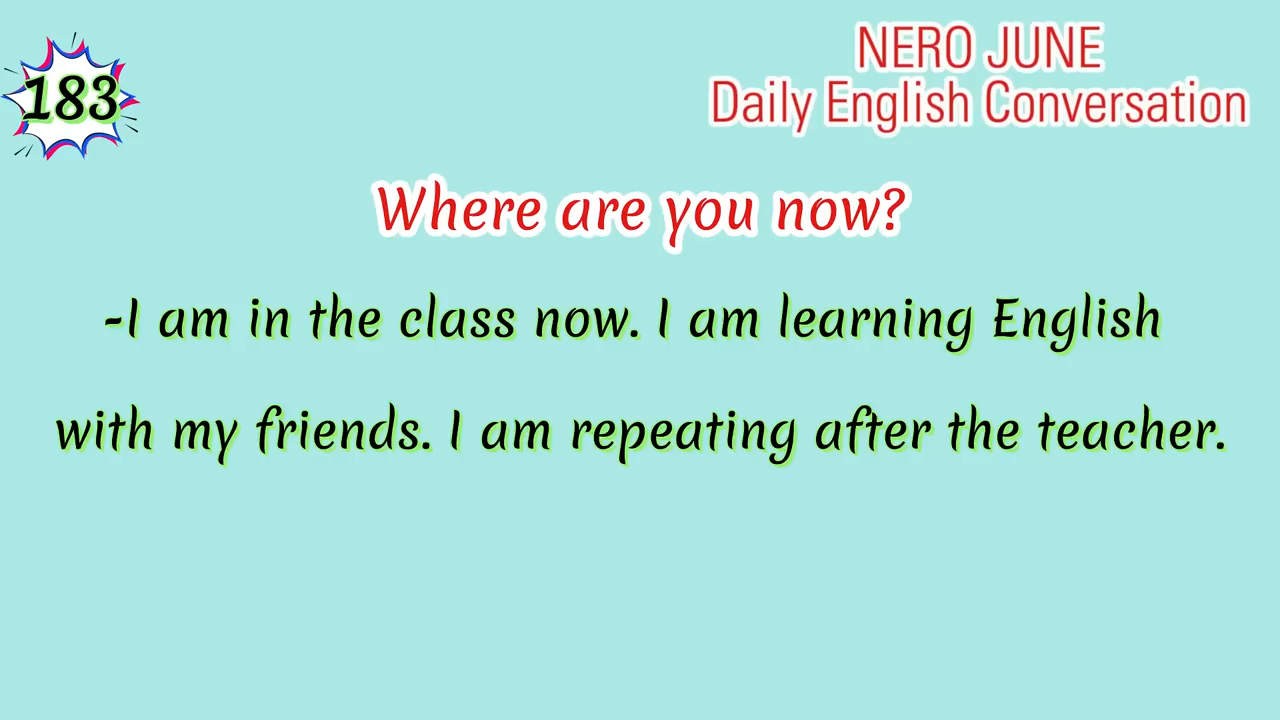 183
NERO JUNE
Daily English Conversation
Where are you now?
-I am in the class now. I am learning English
with my friends. I am repeating after the teacher.